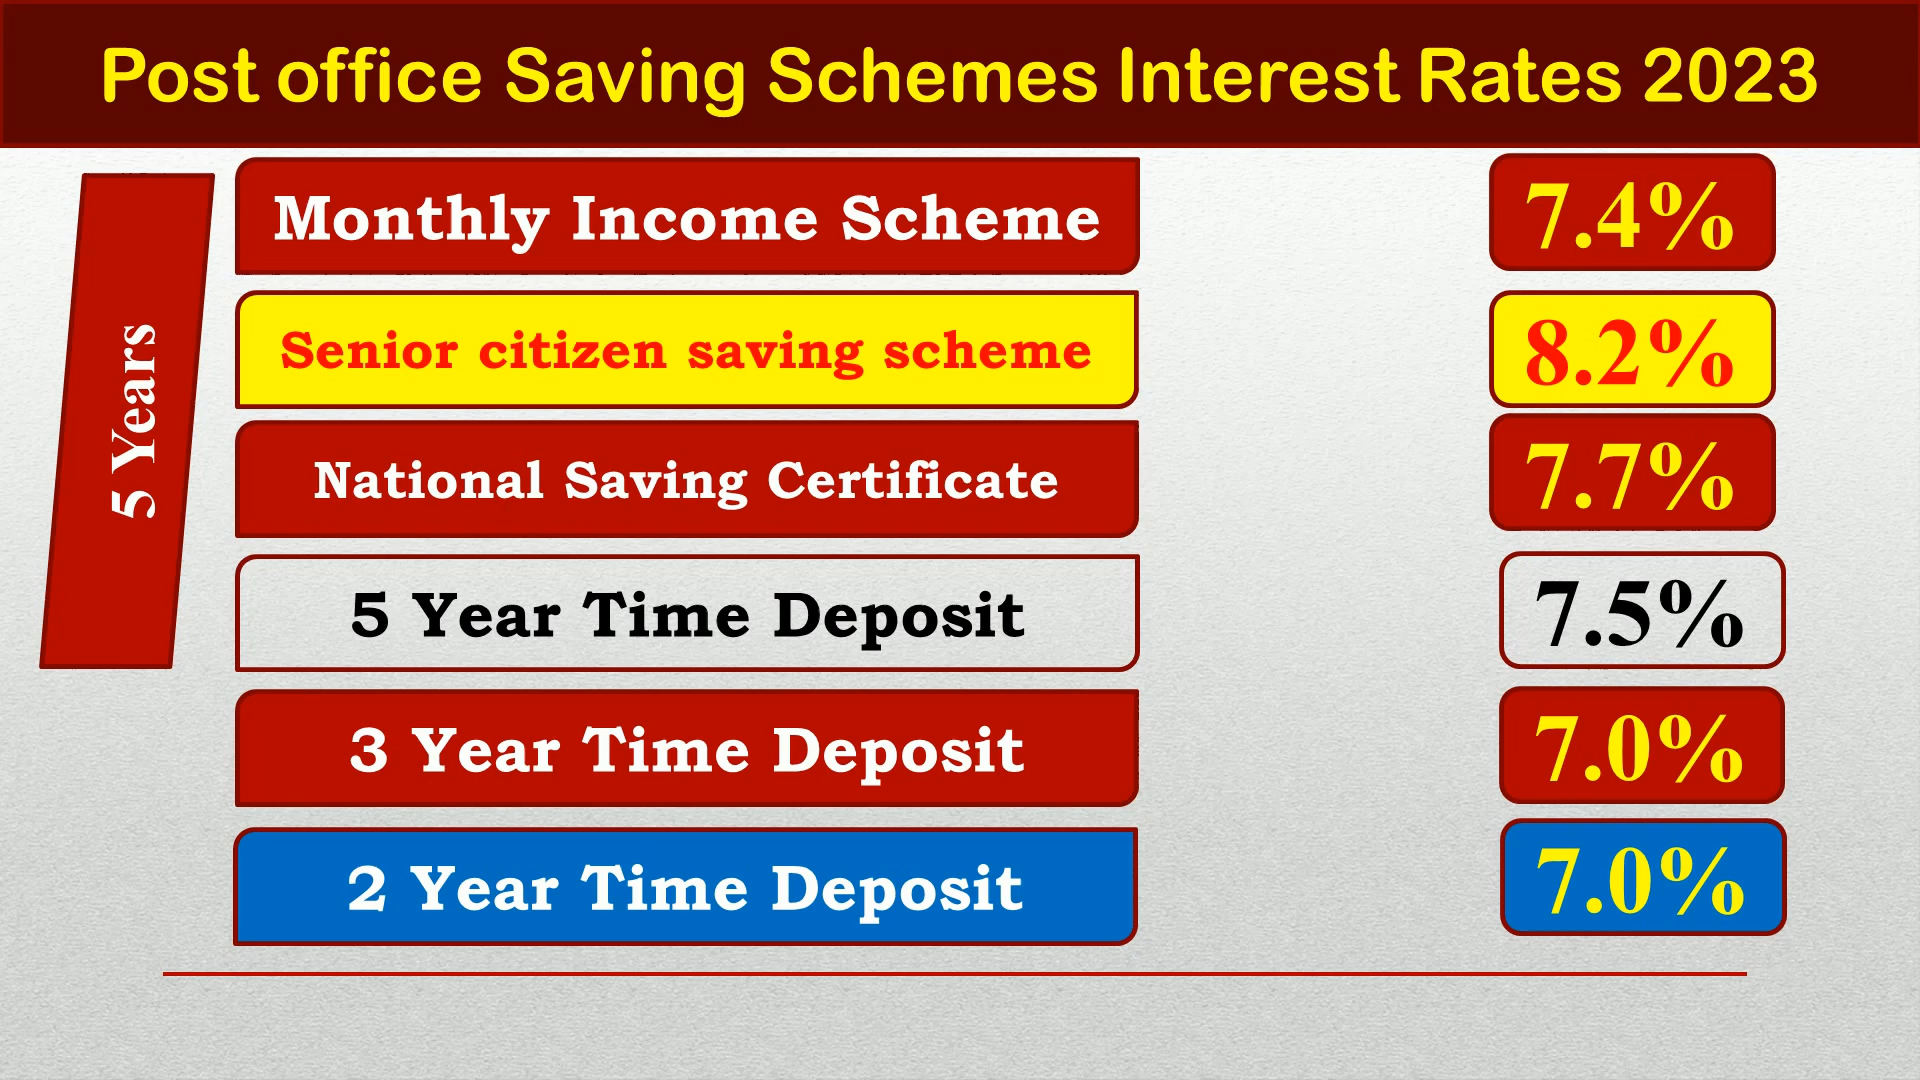 Post office Saving Schemes Interest Rates 2023
5 Years
Monthly Income Scheme 7.4%
Senior citizen saving scheme 8.2%
National Saving Certificate 7.7%
5 Year Time Deposit 7.5%
3 Year Time Deposit 7.0%
2 Year Time Deposit 7.0%